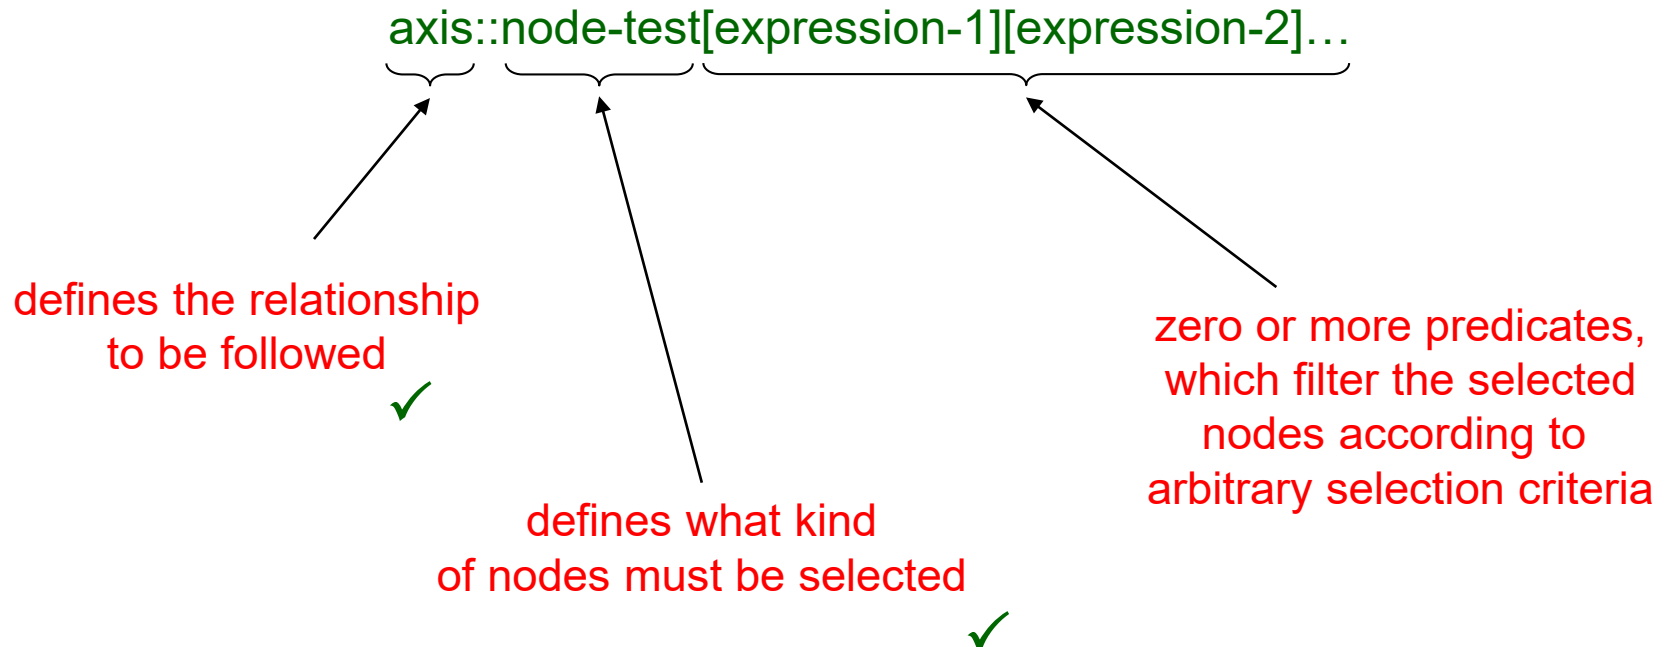 axis::node-test[expression-1][expression-2]…
defines the relationship
to be followed
✓
zero or more predicates,
which filter the selected
nodes according to
arbitrary selection criteria
defines what kind
of nodes must be selected
✓